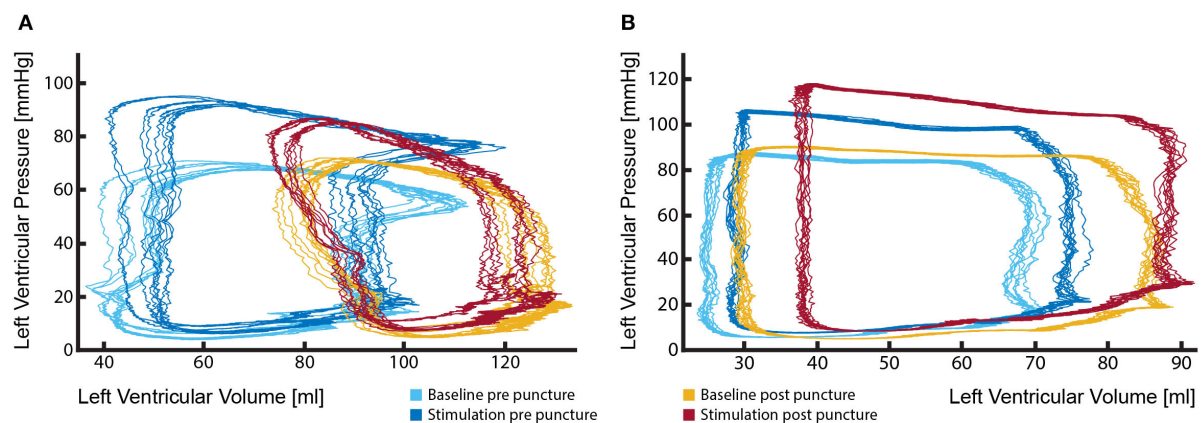 A
B
Left Ventricular Pressure [mmHg]
100
80
60
40
20
0
40
60
80
100
120
Left Ventricular Volume [ml]
Left Ventricular Pressure [mmHg]
120
100
80
60
40
20
0
30
40
50
60
70
80
90
Left Ventricular Volume [ml]
Baseline pre puncture
Stimulation pre puncture
Baseline post puncture
Stimulation post puncture